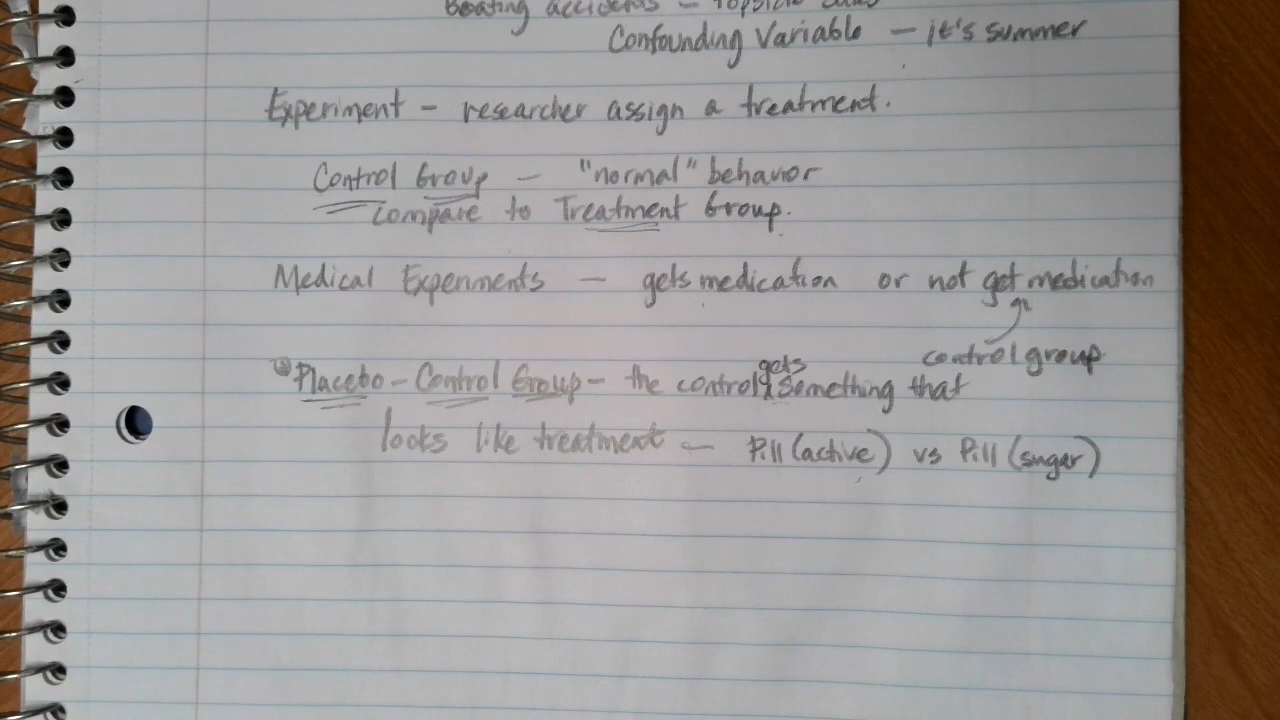 Boating accidents -
Confounding Variable - it's summer
Experiment - researcher assign a treatment.
Control Group - "normal" behavior
compare to Treatment Group.
Medical Experiments - gets medication or not get medication
control group
Placebo - Control Group - the control gets something that
looks like treatment - Pill (active) vs Pill (sugar)